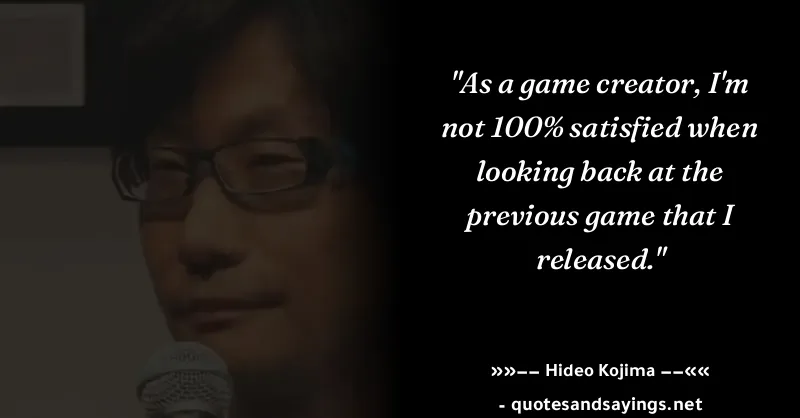 "As a game creator, I'm
not 100% satisfied when
looking back at the
previous game that I
released."
»»−− Hideo Kojima −−««
- quotesandsayings.net